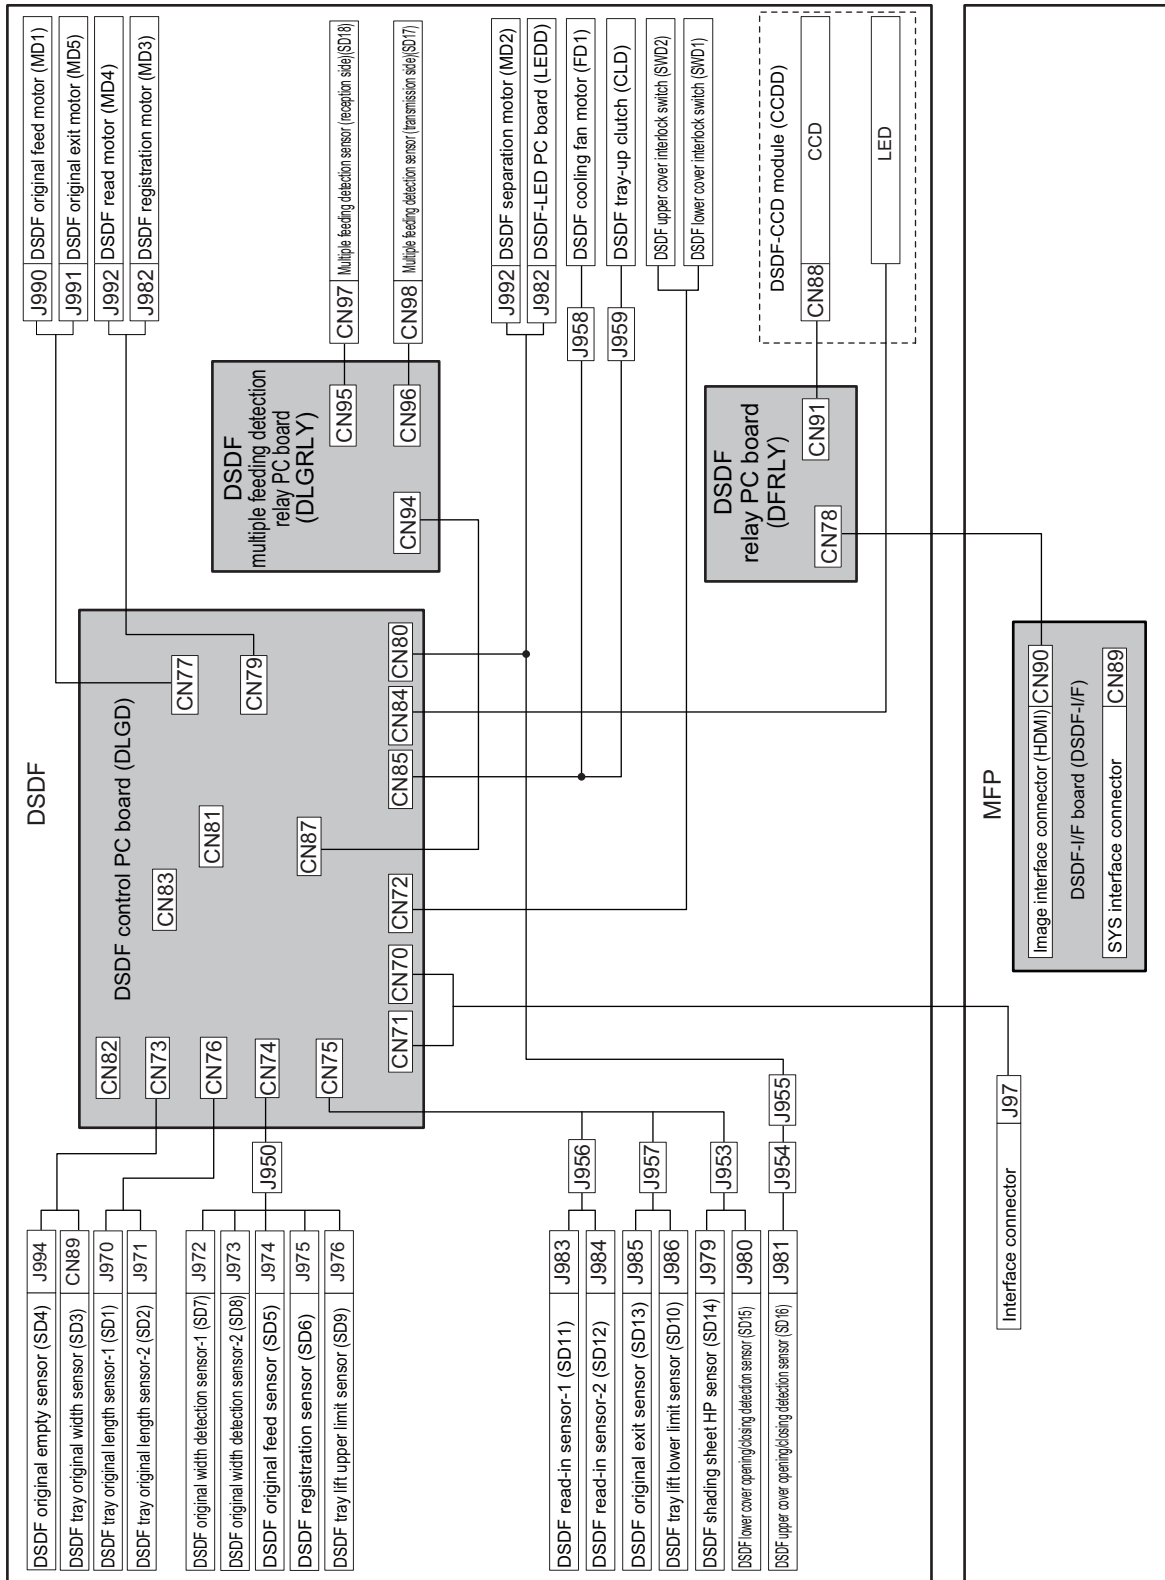 DSDF
DSDF original empty sensor (SD4) J994
DSDF tray original width sensor (SD3) CN89
DSDF tray original length sensor-1 (SD1) J970
DSDF tray original length sensor-2 (SD2) J971
DSDF original width detection sensor-1 (SD7) J972
DSDF original width detection sensor-2 (SD8) J973
DSDF original feed sensor (SD5) J974
DSDF registration sensor (SD6) J975
DSDF tray lift upper limit sensor (SD9) J976
J950
DSDF read-in sensor-1 (SD11) J983
DSDF read-in sensor-2 (SD12) J984
J956
DSDF original exit sensor (SD13) J985
DSDF tray lift lower limit sensor (SD10) J986
J957
DSDF shading sheet HP sensor (SD14) J979
DSDF lower cover opening/closing detection sensor (SD15) J980
J953
DSDF upper cover opening/closing detection sensor (SD16) J981
J954
J955
DSDF control PC board (DLGD)
CN82
CN73
CN76
CN74
CN75
CN83
CN81
CN87
CN77
CN79
CN71
CN70
CN72
CN85
CN84
CN80
DSDF
multiple feeding detection
relay PC board
(DLGRLY)
CN94
CN95
CN96
J990 DSDF original feed motor (MD1)
J991 DSDF original exit motor (MD5)
J992 DSDF read motor (MD4)
J982 DSDF registration motor (MD3)
CN97 Multiple feeding detection sensor (reception side)(SD18)
CN98 Multiple feeding detection sensor (transmission side)(SD17)
J992 DSDF separation motor (MD2)
J982 DSDF-LED PC board (LEDD)
J958 DSDF cooling fan motor (FD1)
J959 DSDF tray-up clutch (CLD)
DSDF upper cover interlock switch (SWD2)
DSDF lower cover interlock switch (SWD1)
DSDF
relay PC board
(DFRLY)
CN78
CN91
DSDF-CCD module (CCDD)
CN88 CCD
LED
MFP
Interface connector J97
Image interface connector (HDMI) CN90
DSDF-I/F board (DSDF-I/F)
SYS interface connector CN89